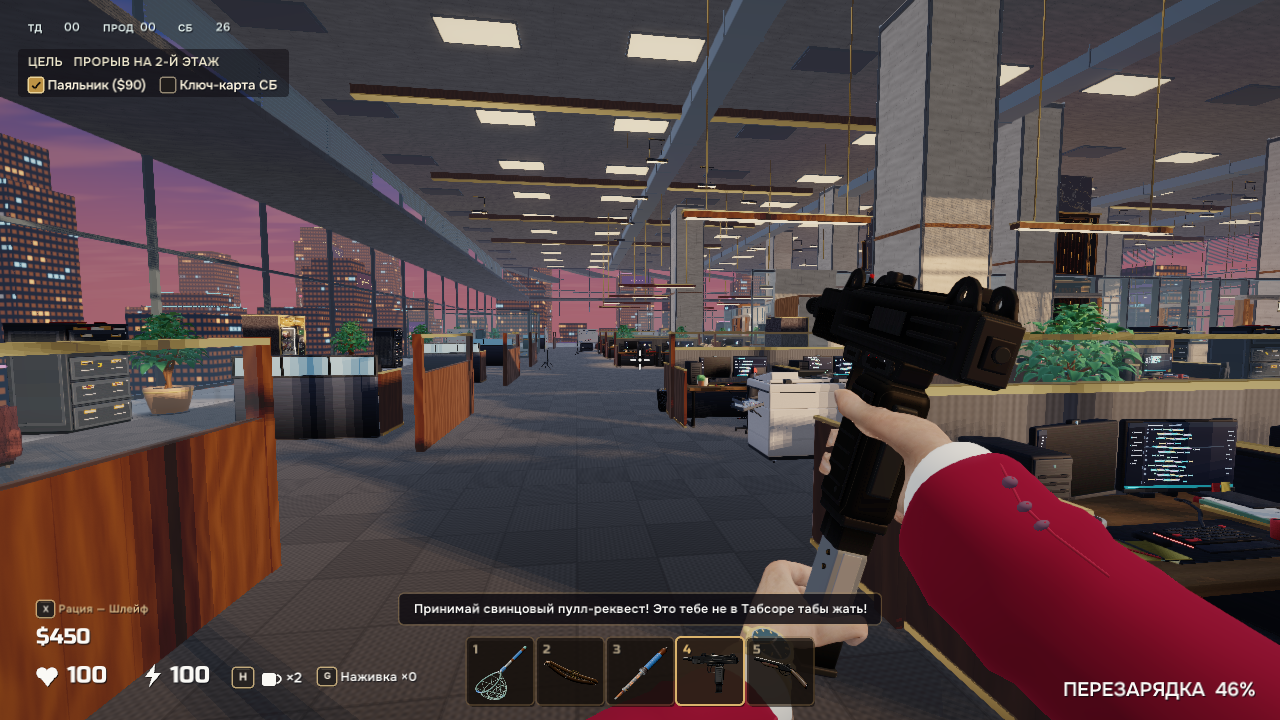 ТД 00 ПРОД 00 СБ 26
ЦЕЛЬ ПРОРЫВ НА 2-Й ЭТАЖ
Паяльник ($90) Ключ-карта СБ
X Рация — Шлейф
$450
100 100 H ×2 G Наживка ×0
Принимай свинцовый пулл-реквест! Это тебе не в Табсоре табы жать!
1 2 3 4 5
ПЕРЕЗАРЯДКА 46%